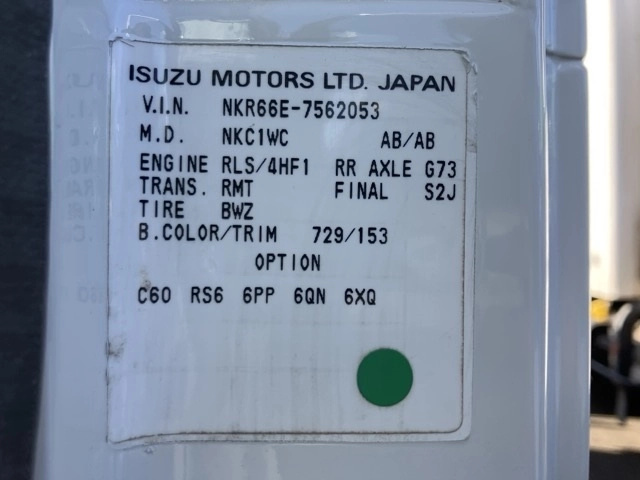 ISUZU MOTORS LTD. JAPAN
V.I.N. NKR66E-7562053
M.D. NKC1WC AB/AB
ENGINE RLS/4HF1 RR AXLE G73
TRANS. RMT FINAL S2J
TIRE BWZ
B.COLOR/TRIM 729/153
OPTION
C60 RS6 6PP 6QN 6XQ